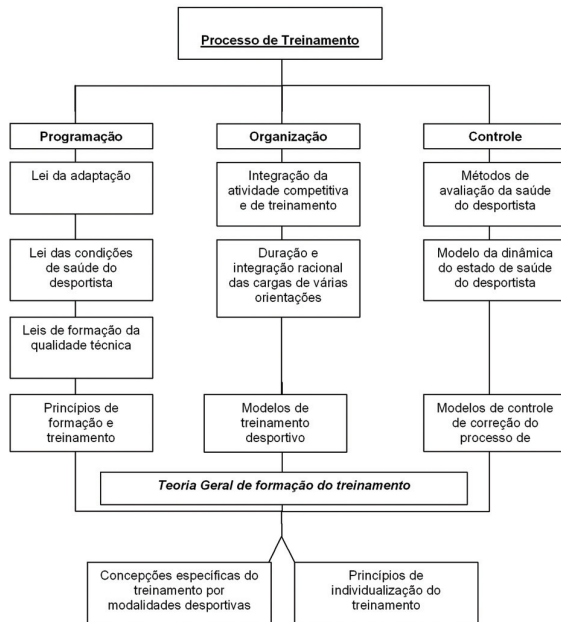 Processo de Treinamento
Programação
Organização
Controle
Lei da adaptação
Integração da
atividade competitiva
e de treinamento
Métodos de
avaliação da saúde
do desportista
Lei das condições
de saúde do
desportista
Duração e
integração racional
das cargas de várias
orientações
Modelo da dinâmica
do estado de saúde
do desportista
Leis de formação da
qualidade técnica
Princípios de
formação e
treinamento
Modelos de
treinamento
desportivo
Modelos de controle
de correção do
processo de
Teoria Geral de formação do treinamento
Concepções específicas do
treinamento por
modalidades desportivas
Princípios de
individualização do
treinamento